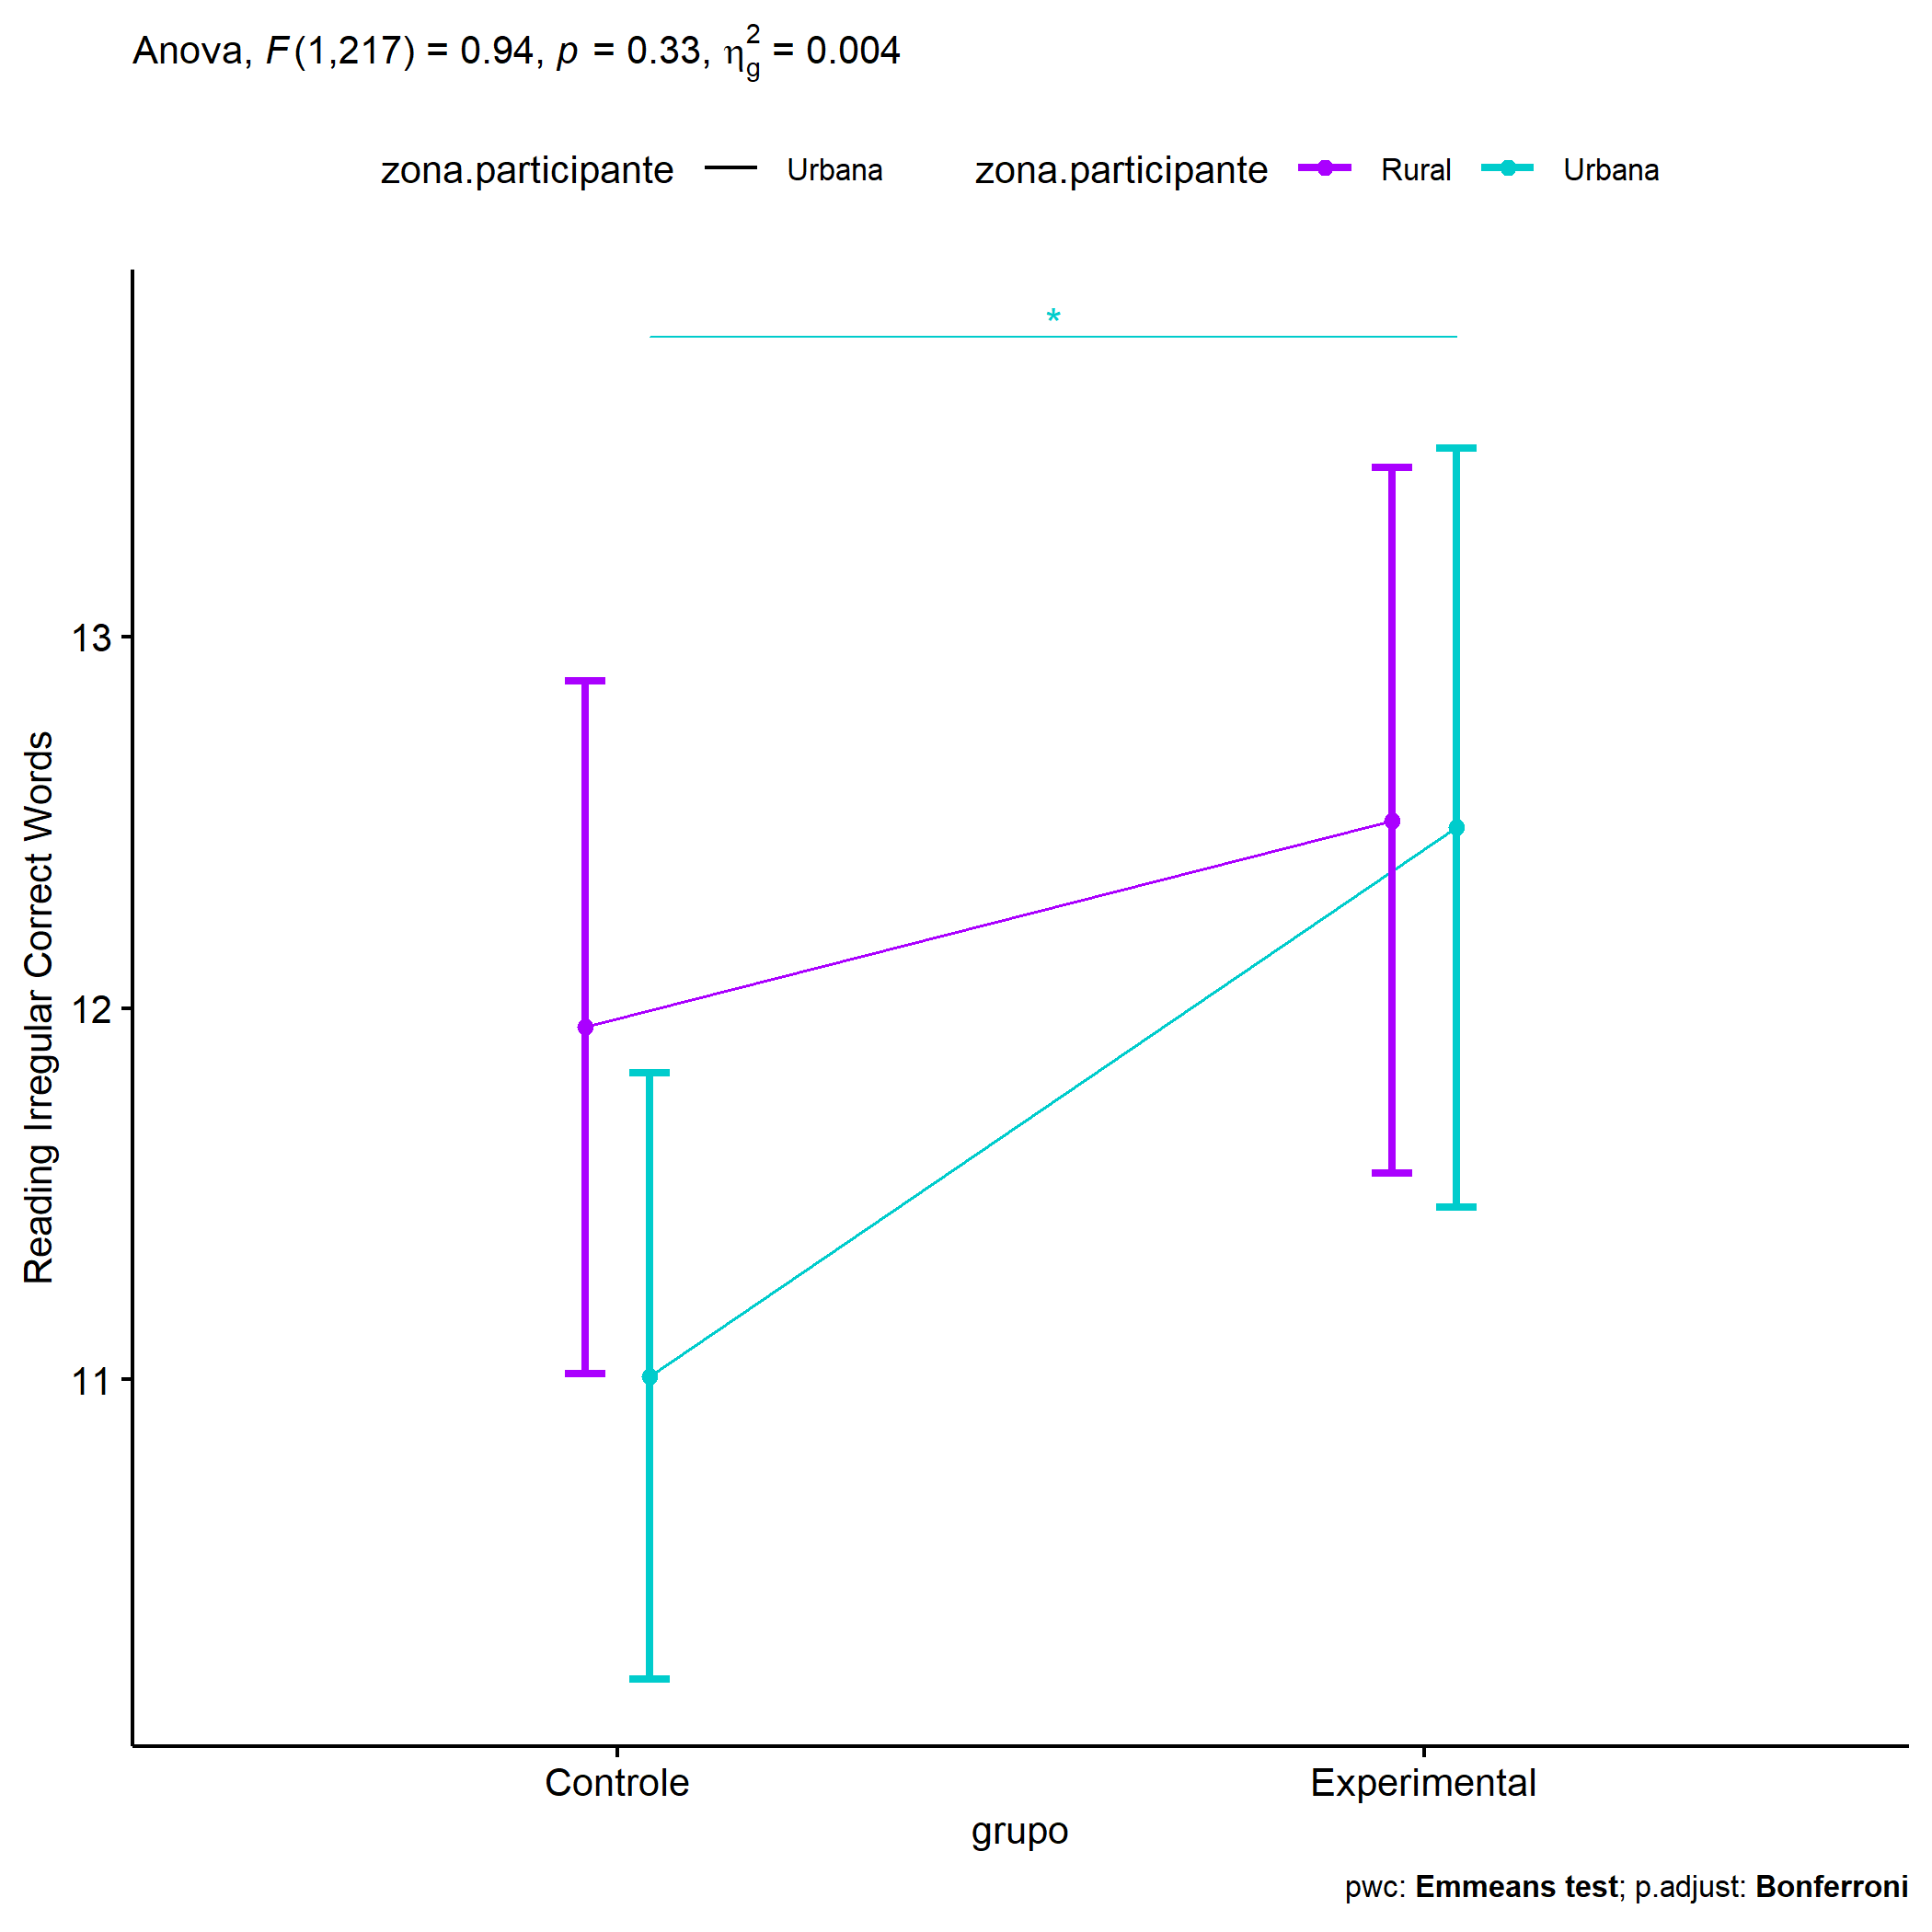 Anova, F(1,217) = 0.94, p = 0.33, η²g = 0.004
zona.participante Urbana zona.participante Rural Urbana
*
13
12
11
Reading Irregular Correct Words
Controle Experimental
grupo
pwc: Emmeans test; p.adjust: Bonferroni